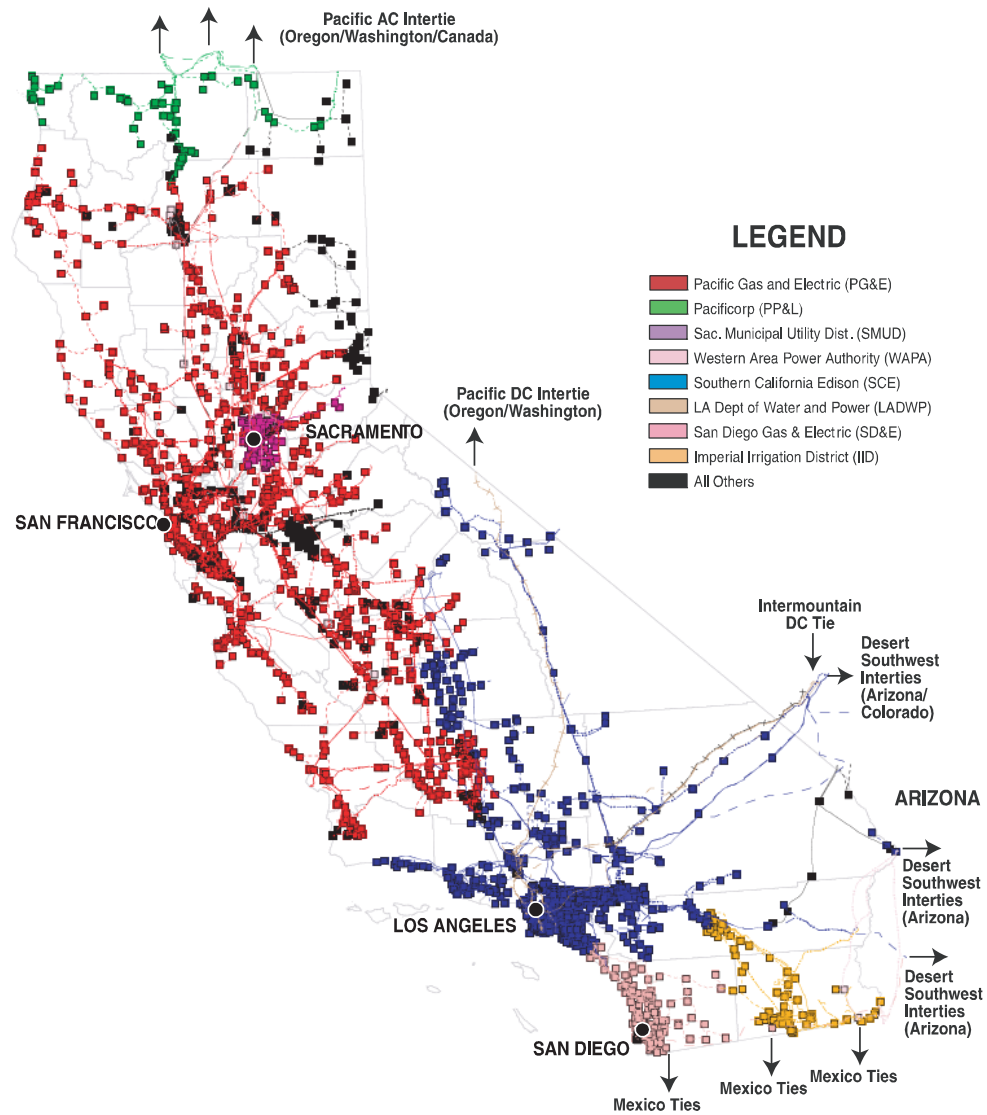 Pacific AC Intertie
(Oregon/Washington/Canada)
LEGEND
Pacific Gas and Electric (PG&E)
Pacificorp (PP&L)
Sac. Municipal Utility Dist. (SMUD)
Western Area Power Authority (WAPA)
Southern California Edison (SCE)
LA Dept of Water and Power (LADWP)
San Diego Gas & Electric (SD&E)
Imperial Irrigation District (IID)
All Others
Pacific DC Intertie
(Oregon/Washington)
SACRAMENTO
SAN FRANCISCO
Intermountain
DC Tie
Desert
Southwest
Interties
(Arizona/
Colorado)
ARIZONA
Desert
Southwest
Interties
(Arizona)
LOS ANGELES
Desert
Southwest
Interties
(Arizona)
SAN DIEGO
Mexico Ties
Mexico Ties
Mexico Ties